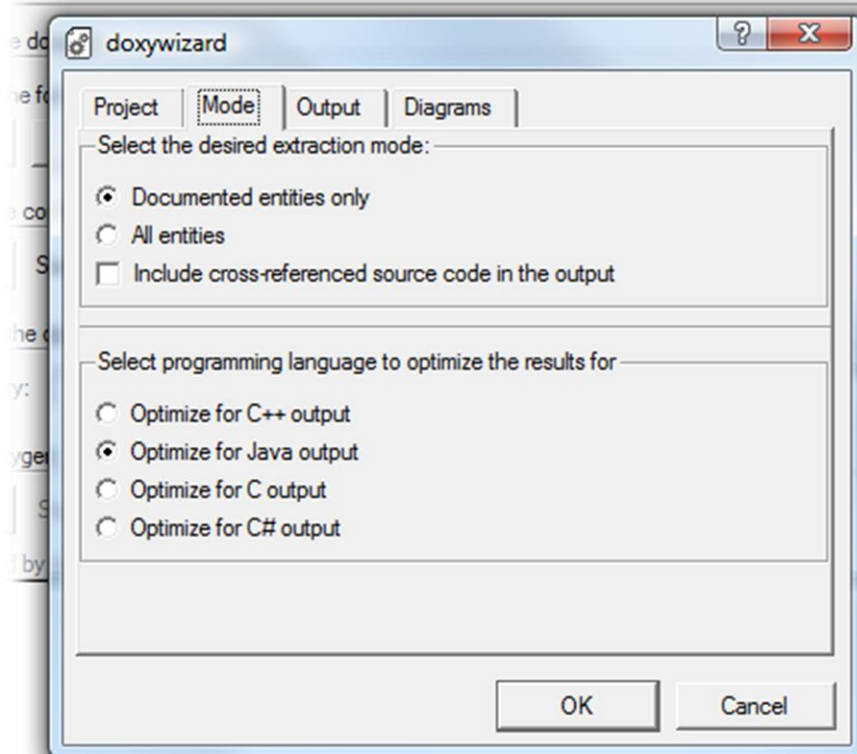 doxywizard
Project Mode Output Diagrams
Select the desired extraction mode:
Documented entities only
All entities
Include cross-referenced source code in the output
Select programming language to optimize the results for
Optimize for C++ output
Optimize for Java output
Optimize for C output
Optimize for C# output
OK Cancel
by